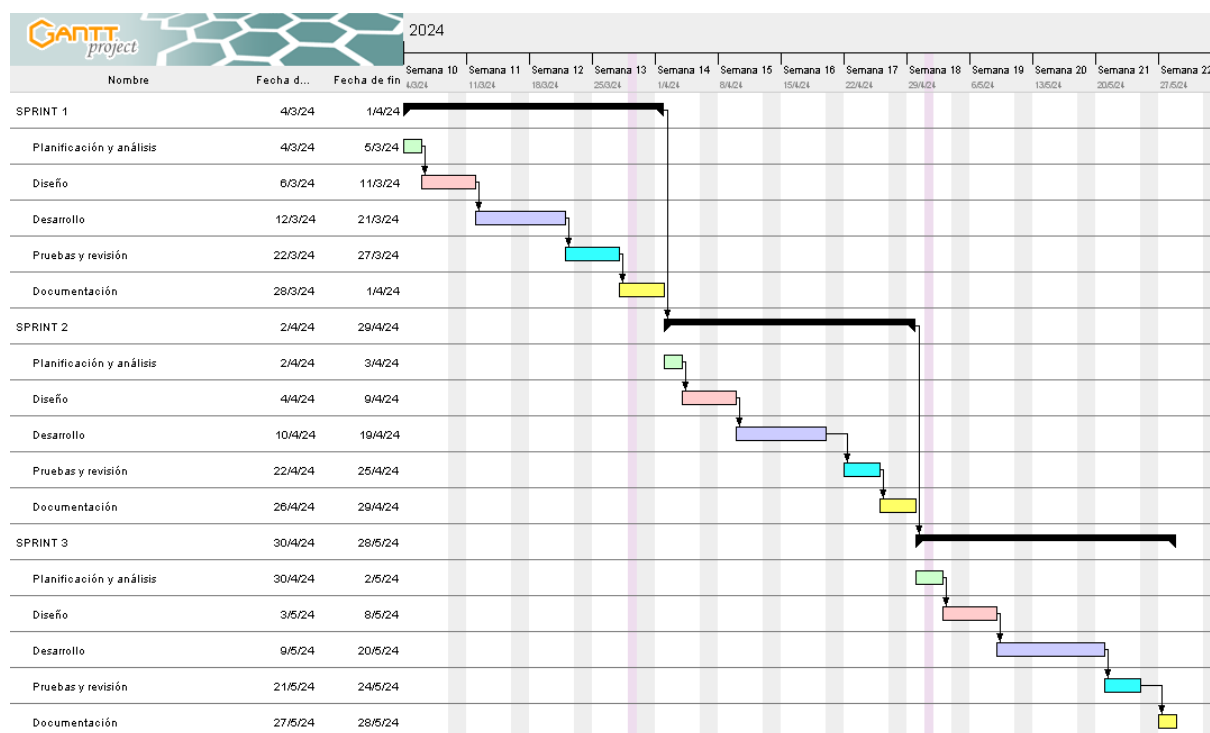 GANTT
project
2024
Nombre Fecha d... Fecha de fin
Semana 10 Semana 11 Semana 12 Semana 13 Semana 14 Semana 15 Semana 16 Semana 17 Semana 18 Semana 19 Semana 20 Semana 21 Semana 22
4/3/24 11/3/24 18/3/24 25/3/24 1/4/24 8/4/24 15/4/24 22/4/24 29/4/24 6/5/24 13/5/24 20/5/24 27/5/24
SPRINT 1 4/3/24 1/4/24
Planificación y análisis 4/3/24 5/3/24
Diseño 6/3/24 11/3/24
Desarrollo 12/3/24 21/3/24
Pruebas y revisión 22/3/24 27/3/24
Documentación 28/3/24 1/4/24
SPRINT 2 2/4/24 29/4/24
Planificación y análisis 2/4/24 3/4/24
Diseño 4/4/24 9/4/24
Desarrollo 10/4/24 19/4/24
Pruebas y revisión 22/4/24 25/4/24
Documentación 26/4/24 29/4/24
SPRINT 3 30/4/24 28/5/24
Planificación y análisis 30/4/24 2/5/24
Diseño 3/5/24 8/5/24
Desarrollo 9/5/24 20/5/24
Pruebas y revisión 21/5/24 24/5/24
Documentación 27/5/24 28/5/24